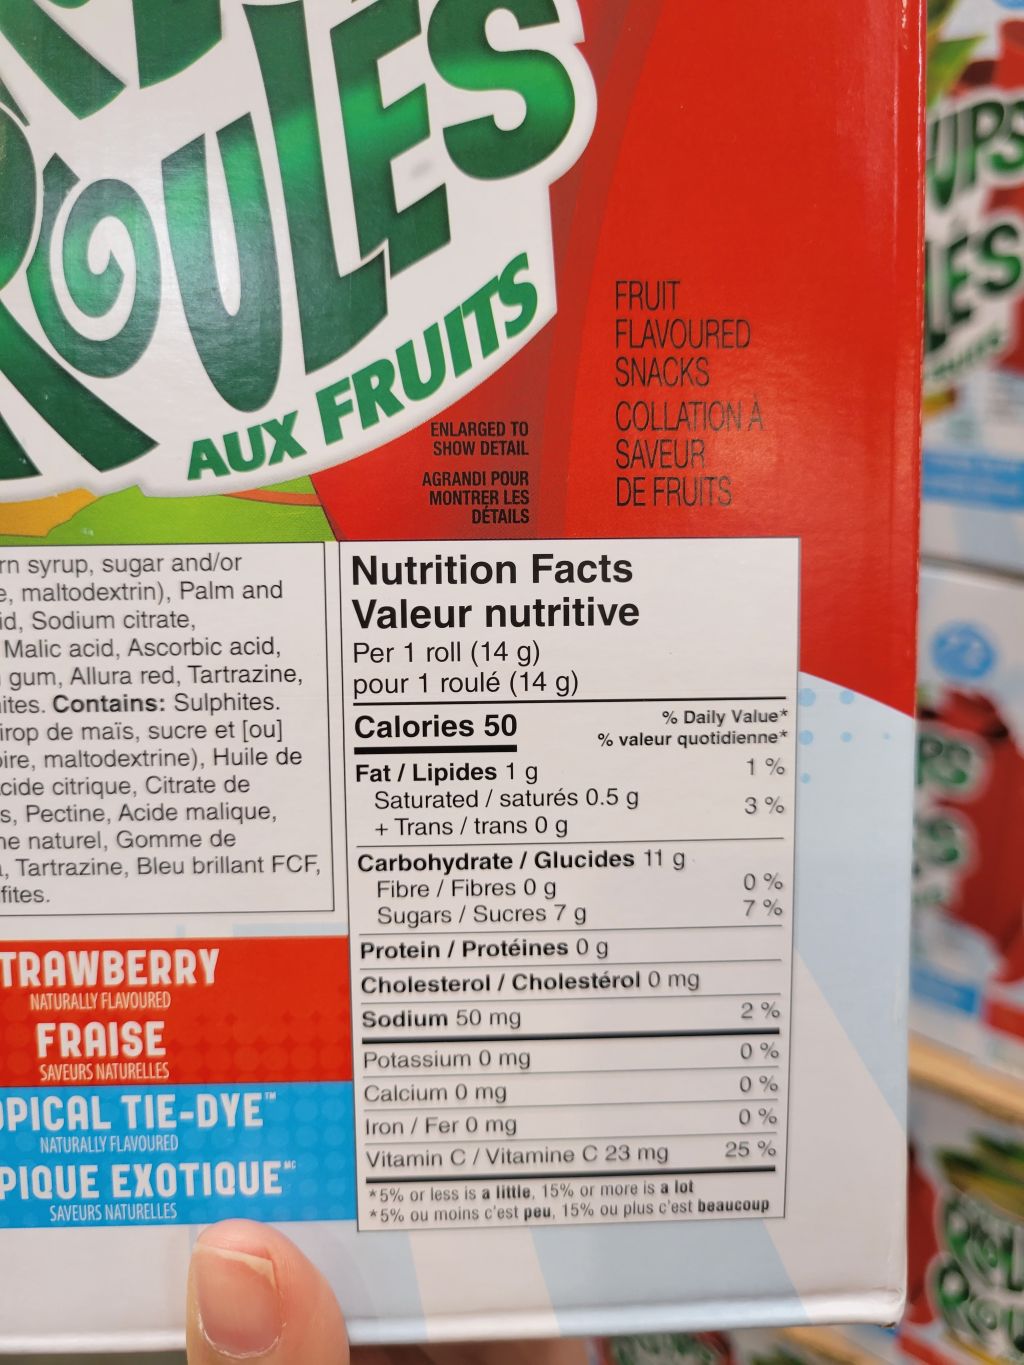 ROULÉS
AUX FRUITS
ENLARGED TO
SHOW DETAIL
AGRANDI POUR
MONTRER LES
DÉTAILS
FRUIT
FLAVOURED
SNACKS
COLLATION À
SAVEUR
DE FRUITS
syrup, sugar and/or
maltodextrin), Palm and
Sodium citrate,
Malic acid, Ascorbic acid,
gum, Allura red, Tartrazine,
Contains: Sulphites.
de maïs, sucre et [ou]
maltodextrine), Huile de
citrique, Citrate de
Pectine, Acide malique,
naturel, Gomme de
Tartrazine, Bleu brillant FCF,
Nutrition Facts
Valeur nutritive
Per 1 roll (14 g)
pour 1 roulé (14 g)
Calories 50
% Daily Value*
% valeur quotidienne*
Fat / Lipides 1 g 1 %
Saturated / saturés 0.5 g 3 %
+ Trans / trans 0 g
Carbohydrate / Glucides 11 g
Fibre / Fibres 0 g 0 %
Sugars / Sucres 7 g 7 %
Protein / Protéines 0 g
Cholesterol / Cholestérol 0 mg
Sodium 50 mg 2 %
Potassium 0 mg 0 %
Calcium 0 mg 0 %
Iron / Fer 0 mg 0 %
Vitamin C / Vitamine C 23 mg 25 %
*5% or less is a little, 15% or more is a lot
*5% ou moins c'est peu, 15% ou plus c'est beaucoup
TRAWBERRY
NATURALLY FLAVOURED
FRAISE
SAVEURS NATURELLES
OPICAL TIE-DYE™
NATURALLY FLAVOURED
PIQUE EXOTIQUE MC
SAVEURS NATURELLES